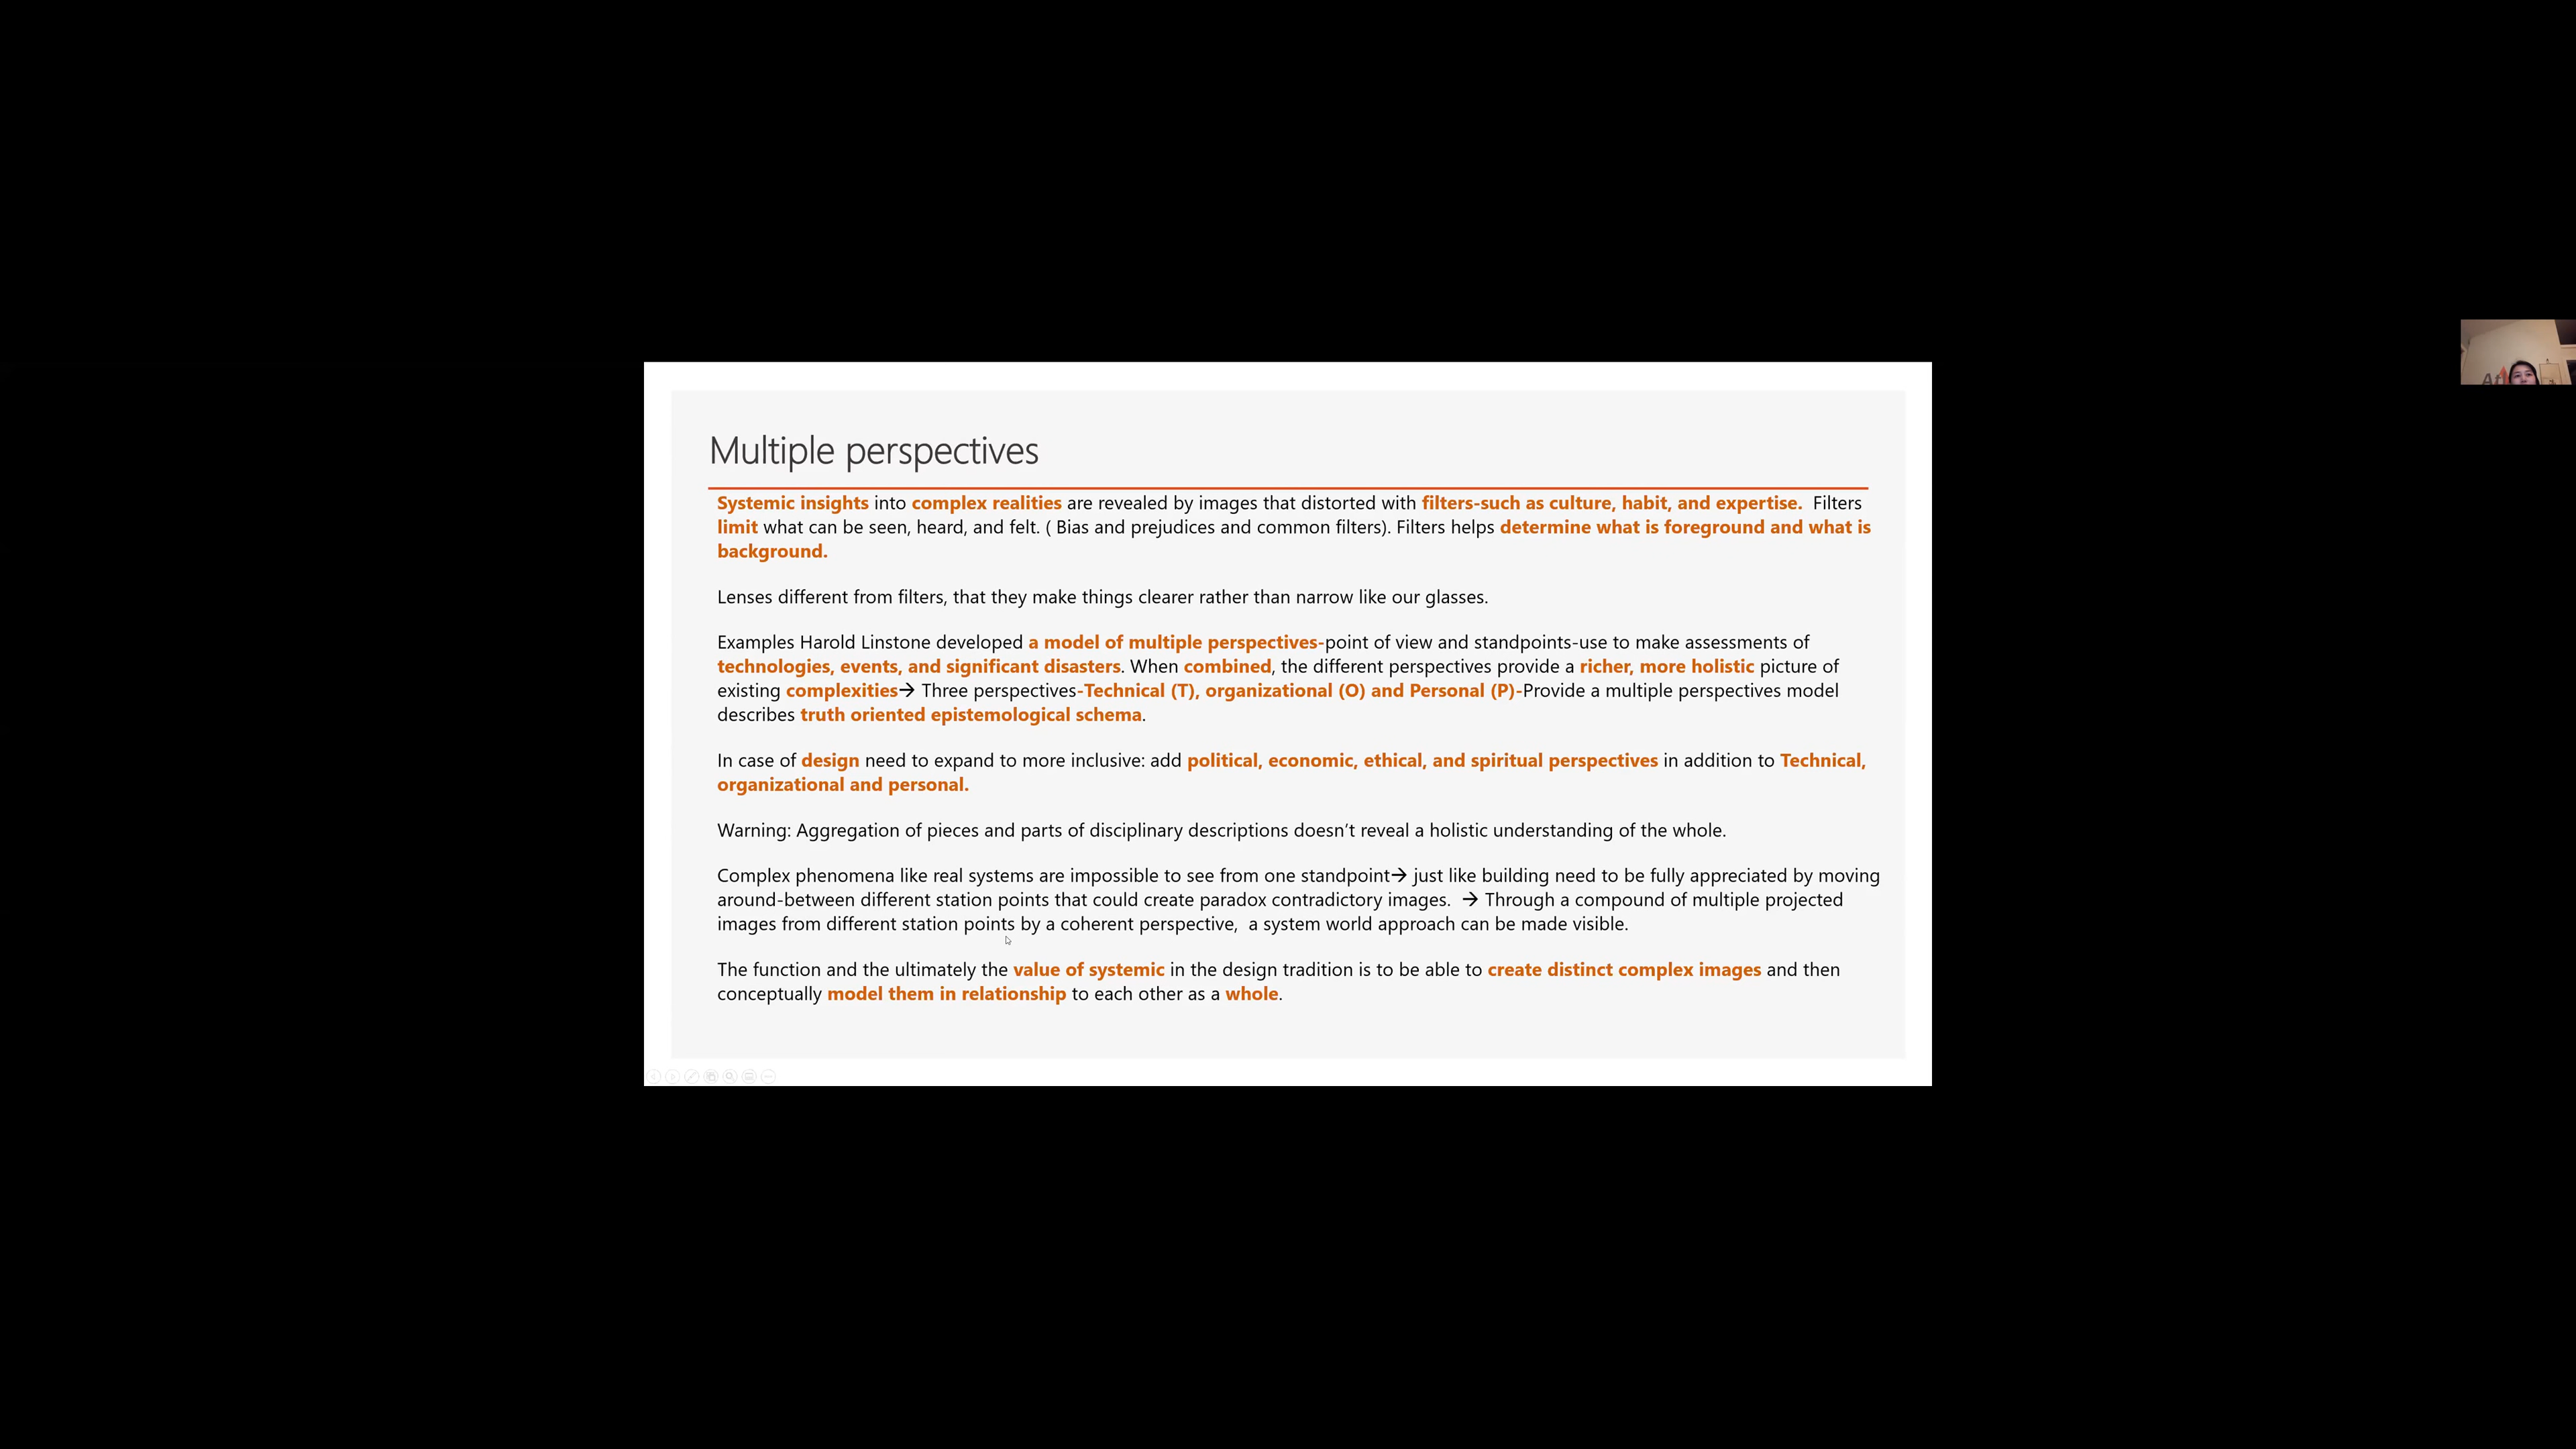 Multiple perspectives
Systemic insights into complex realities are revealed by images that distorted with filters-such as culture, habit, and expertise.  Filters
limit what can be seen, heard, and felt. ( Bias and prejudices and common filters). Filters helps determine what is foreground and what is
background.
Lenses different from filters, that they make things clearer rather than narrow like our glasses.
Examples Harold Linstone developed a model of multiple perspectives-point of view and standpoints-use to make assessments of
technologies, events, and significant disasters. When combined, the different perspectives provide a richer, more holistic picture of
existing complexities→ Three perspectives-Technical (T), organizational (O) and Personal (P)-Provide a multiple perspectives model
describes truth oriented epistemological schema.
In case of design need to expand to more inclusive: add political, economic, ethical, and spiritual perspectives in addition to Technical,
organizational and personal.
Warning: Aggregation of pieces and parts of disciplinary descriptions doesn't reveal a holistic understanding of the whole.
Complex phenomena like real systems are impossible to see from one standpoint→ just like building need to be fully appreciated by moving
around-between different station points that could create paradox contradictory images.  → Through a compound of multiple projected
images from different station points by a coherent perspective,  a system world approach can be made visible.
The function and the ultimately the value of systemic in the design tradition is to be able to create distinct complex images and then
conceptually model them in relationship to each other as a whole.